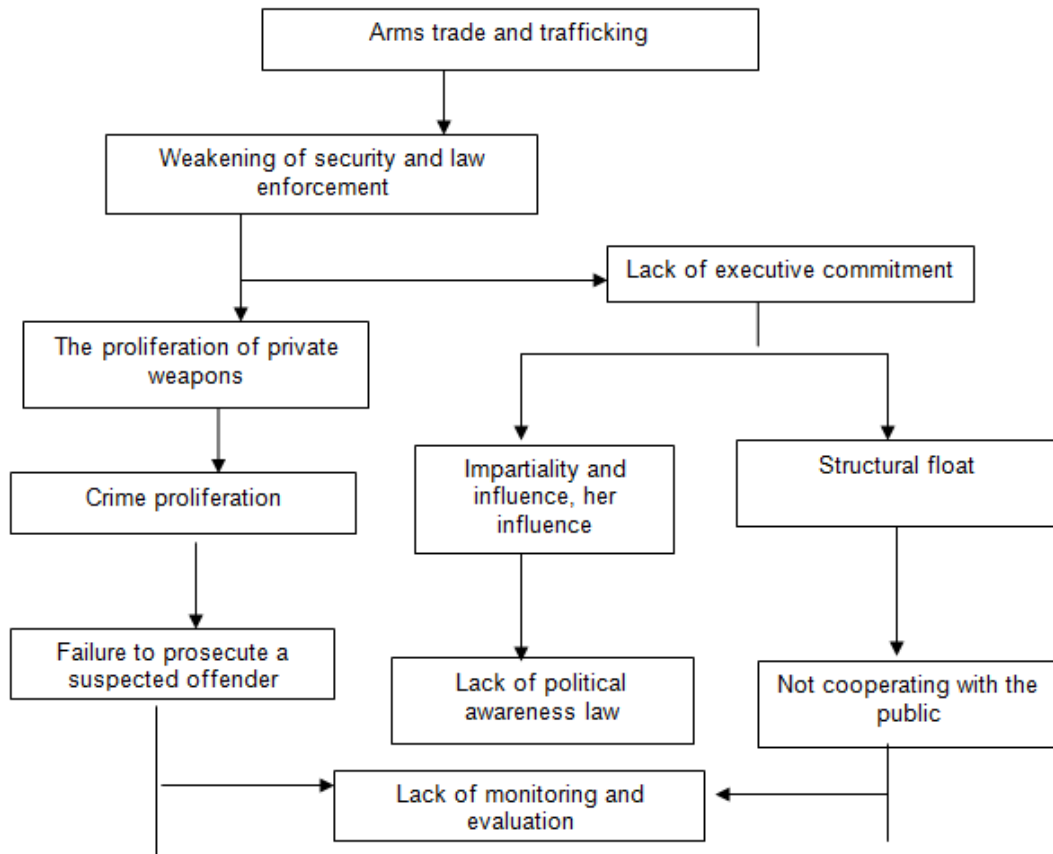 Arms trade and trafficking
Weakening of security and law
enforcement
Lack of executive commitment
The proliferation of private
weapons
Impartiality and
influence, her
influence
Structural float
Crime proliferation
Failure to prosecute a
suspected offender
Lack of political
awareness law
Not cooperating with the
public
Lack of monitoring and
evaluation